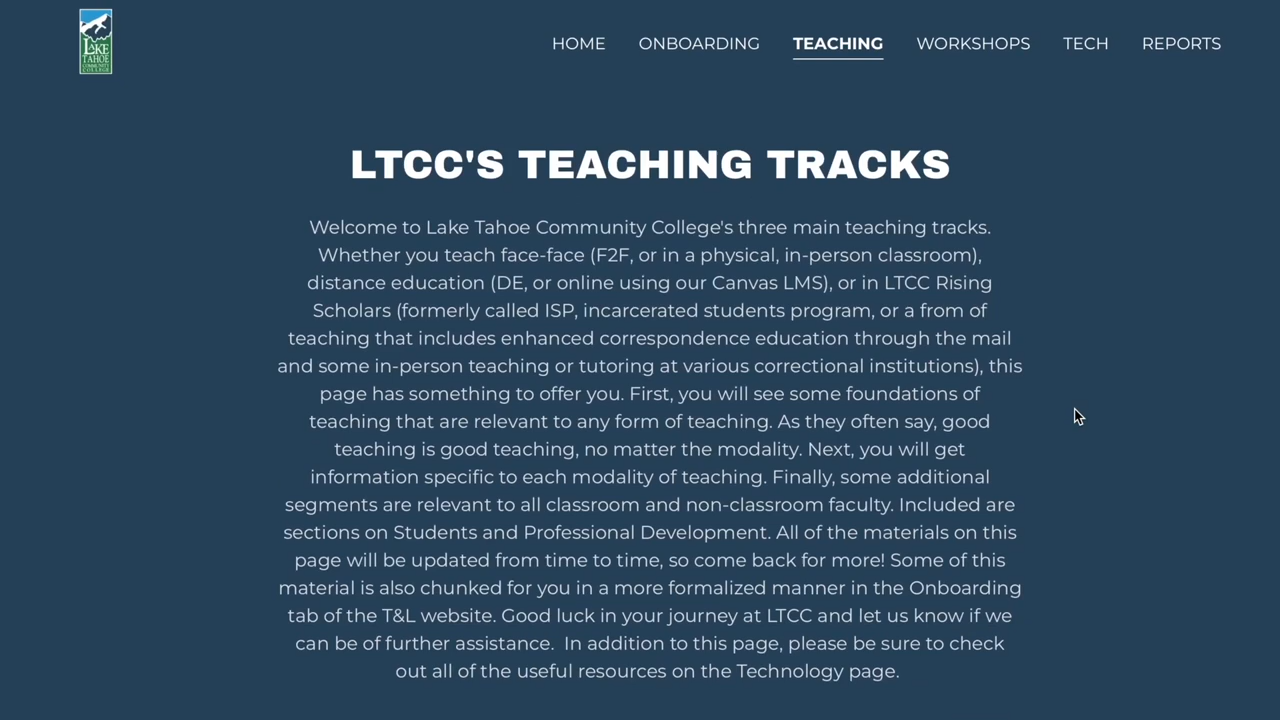 LAKE
TAHOE
COMMUNITY
COLLEGE
HOME
ONBOARDING
TEACHING
WORKSHOPS
TECH
REPORTS
LTCC'S TEACHING TRACKS
Welcome to Lake Tahoe Community College's three main teaching tracks.
Whether you teach face-face (F2F, or in a physical, in-person classroom),
distance education (DE, or online using our Canvas LMS), or in LTCC Rising
Scholars (formerly called ISP, incarcerated students program, or a from of
teaching that includes enhanced correspondence education through the mail
and some in-person teaching or tutoring at various correctional institutions), this
page has something to offer you. First, you will see some foundations of
teaching that are relevant to any form of teaching. As they often say, good
teaching is good teaching, no matter the modality. Next, you will get
information specific to each modality of teaching. Finally, some additional
segments are relevant to all classroom and non-classroom faculty. Included are
sections on Students and Professional Development. All of the materials on this
page will be updated from time to time, so come back for more! Some of this
material is also chunked for you in a more formalized manner in the Onboarding
tab of the T&L website. Good luck in your journey at LTCC and let us know if we
can be of further assistance.  In addition to this page, please be sure to check
out all of the useful resources on the Technology page.